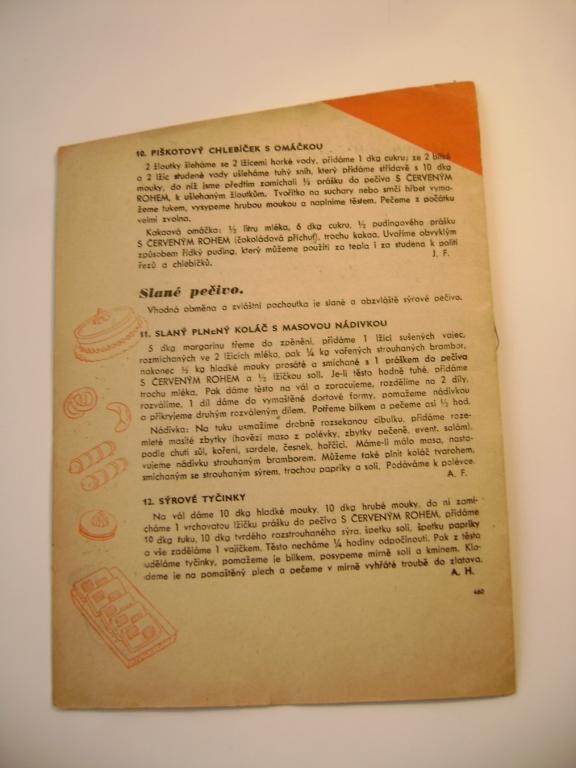 10. PIŠKOTOVÝ CHLEBÍČEK S OMÁČKOU
2 žloutky šleháme se 2 lžícemi horké vody, přidáme 1 dkg cukru; ze 2 bílků
a 2 lžic studené vody ušleháme tuhý sníh, který přidáme střídavě s 10 dkg
mouky, do níž jsme předtím zamíchali ½ prášku do pečiva S ČERVENÝM
ROHEM, k ušlehaným žloutkům. Tvořítko na suchary nebo srnčí hřbet vyma-
žeme tukem, vysypeme hrubou moukou a naplníme těstem. Pečeme z počátku
velmi zvolna.
Kakaová omáčka: ½ litru mléka, 6 dkg cukru, ½ pudingového prášku
S ČERVENÝM ROHEM (čokoládová příchuť), trochu kakaa. Uvaříme obvyklým
způsobem řídký puding, který můžeme použíti za tepla i za studena k polití
řezů a chlebíčků. J. F.
Slané pečivo.
Vhodná obměna a zvláštní pochoutka je slané a obzvláště sýrové pečivo.
11. SLANÝ PLNĚNÝ KOLÁČ S MASOVOU NÁDIVKOU
5 dkg margarinu třeme do zpěnění, přidáme 1 lžíci sušených vajec,
rozmíchaných ve 2 lžících mléka, pak ¼ kg vařených strouhaných brambor,
nakonec ½ kg hladké mouky prosáté a smíchané s 1 práškem do pečiva
S ČERVENÝM ROHEM a ½ lžičkou soli. Je-li těsto hodně tuhé, přidáme
trochu mléka. Pak dáme těsto na vál a zpracujeme, rozdělíme na 2 díly,
rozválíme, 1 díl dáme do vymaštěné dortové formy, pomažeme nádivkou
a přikryjeme druhým rozváleným dílem. Potřeme bílkem a pečeme asi ½ hod.
Nádivka: Na tuku usmažíme drobně rozsekanou cibulku, přidáme roze-
mleté masité zbytky (hovězí maso z polévky, zbytky pečeně, event. salám),
podle chuti sůl, koření, sardele, česnek, hořčici. Máme-li málo masa, nasta-
vujeme nádivku strouhaným bramborem. Můžeme také plnit koláč tvarohem,
smíchaným se strouhaným sýrem, trochou papriky a soli. Podáváme k polévce.
A. F.
12. SÝROVÉ TYČINKY
Na vál dáme 10 dkg hladké mouky, 10 dkg hrubé mouky, do ní zamí-
cháme 1 vrchovatou lžičku prášku do pečiva S ČERVENÝM ROHEM, přidáme
10 dkg tuku, 10 dkg tvrdého rozstrouhaného sýra, špetku soli, špetku papriky
a vše zaděláme 1 vajíčkem. Těsto necháme ¼ hodiny odpočinouti. Pak z těsta
uděláme tyčinky, pomažeme je bílkem, posypeme mírně solí a kmínem. Kla-
deme je na pomaštěný plech a pečeme v mírně vyhřáté troubě do zlatova.
A. H.
460